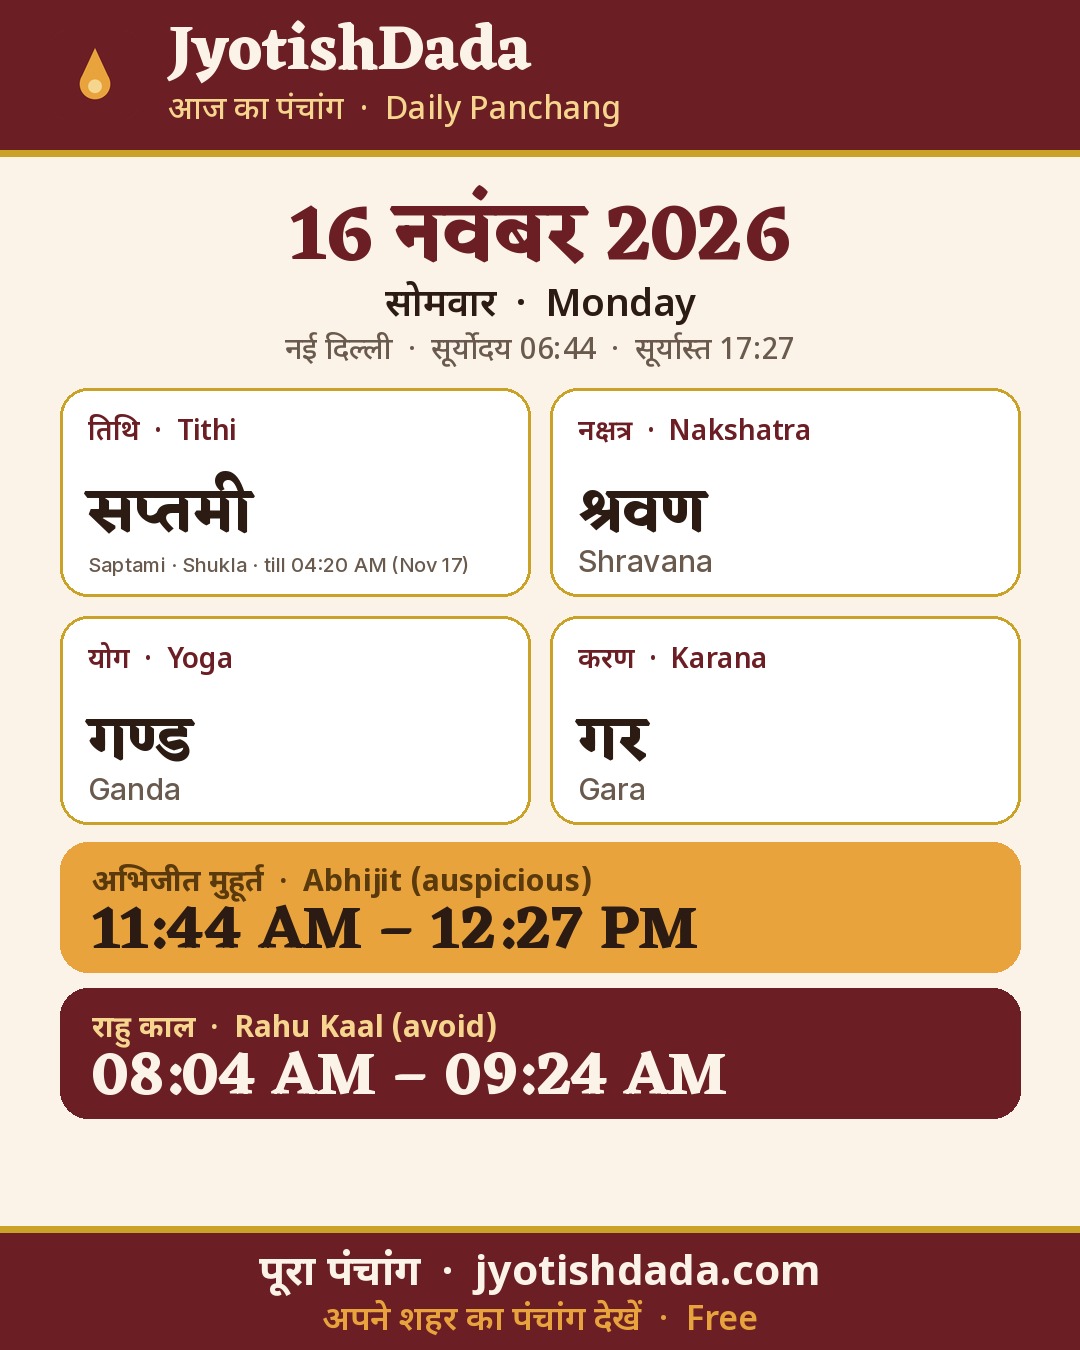 JyotishDada
आज का पंचांग · Daily Panchang
16 नवंबर 2026
सोमवार · Monday
नई दिल्ली · सूर्योदय 06:44 · सूर्यास्त 17:27
तिथि · Tithi
सप्तमी
Saptami · Shukla · till 04:20 AM (Nov 17)
नक्षत्र · Nakshatra
श्रवण
Shravana
योग · Yoga
गण्ड
Ganda
करण · Karana
गर
Gara
अभिजीत मुहूर्त · Abhijit (auspicious)
11:44 AM – 12:27 PM
राहु काल · Rahu Kaal (avoid)
08:04 AM – 09:24 AM
पूरा पंचांग · jyotishdada.com
अपने शहर का पंचांग देखें · Free